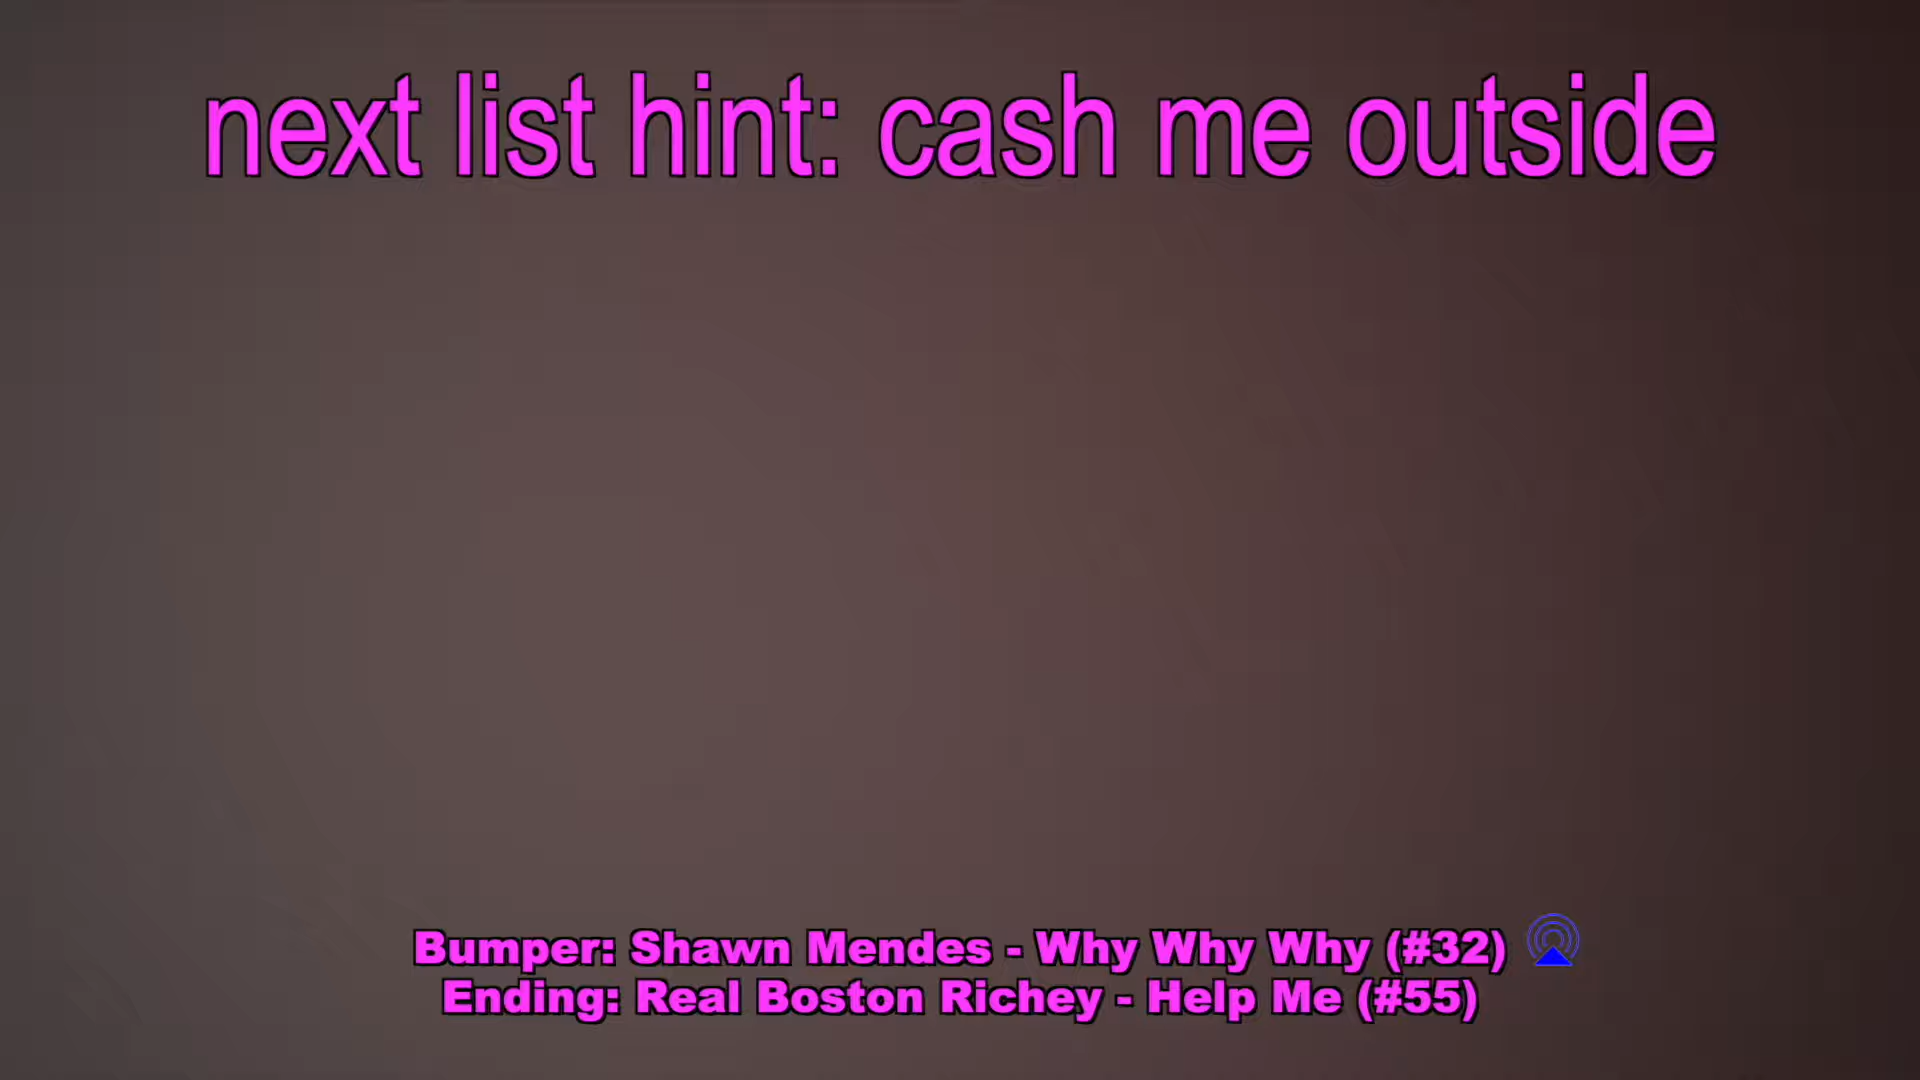 next list hint: cash me outside
Bumper: Shawn Mendes - Why Why Why (#32)
Ending: Real Boston Richey - Help Me (#55)